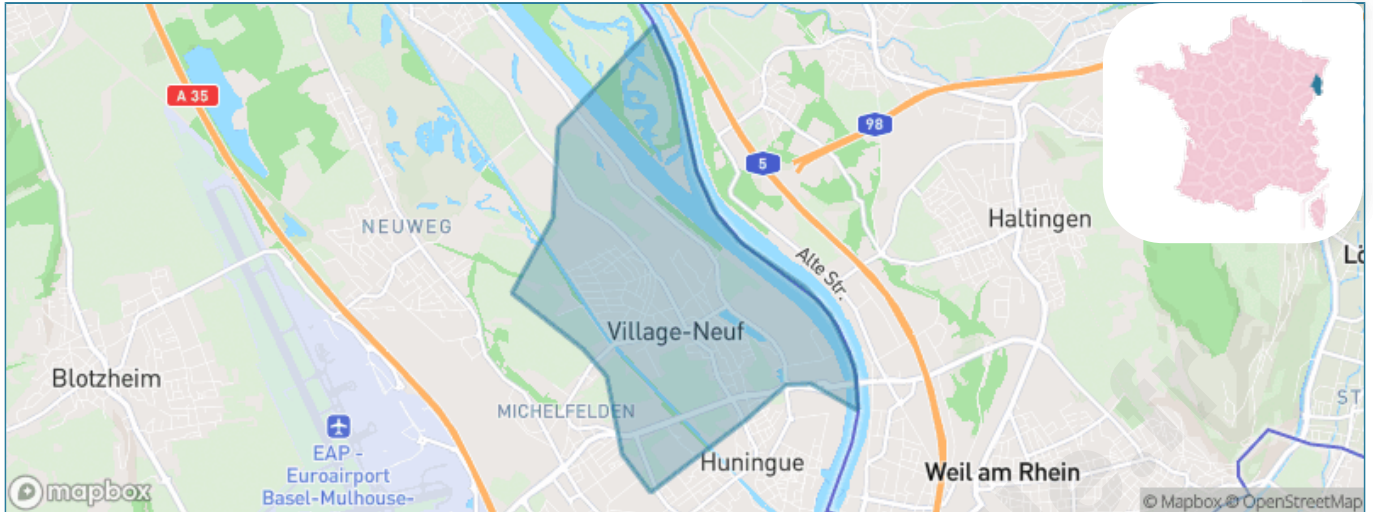 A 35
98
5
NEUWEG
Haltingen
Alte Str.
Village-Neuf
Blotzheim
MICHELFELDEN
EAP -
Euroairport
Basel-Mulhouse-
Huningue
Weil am Rhein
mapbox
© Mapbox © OpenStreetMap